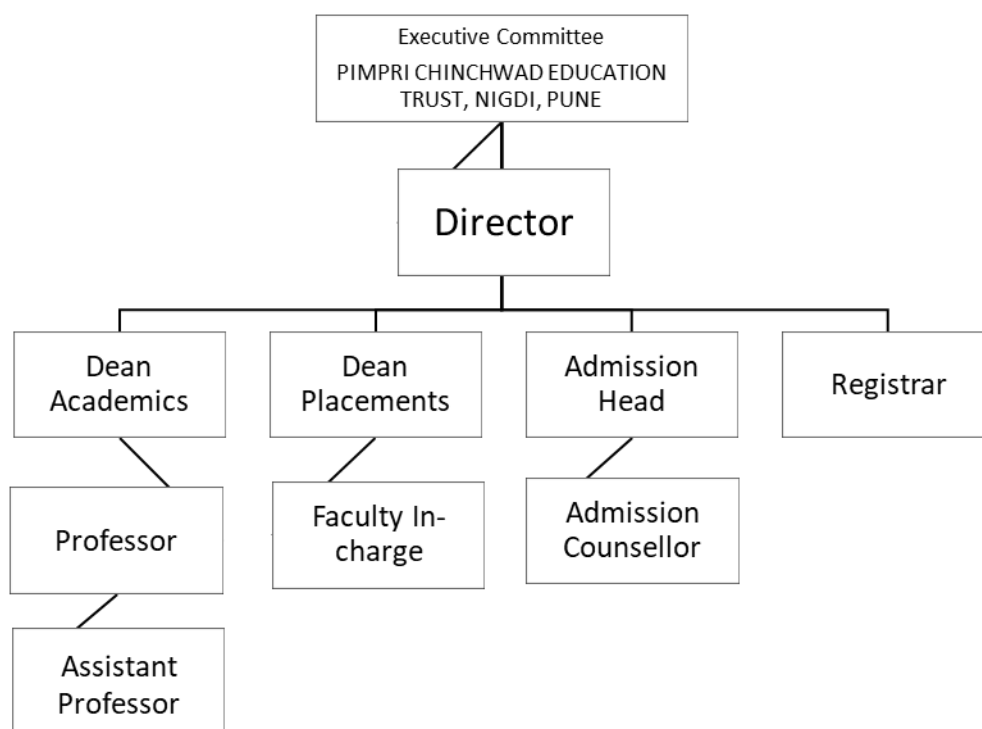 Executive Committee
PIMPRI CHINCHWAD EDUCATION
TRUST, NIGDI, PUNE
Director
Dean
Academics
Dean
Placements
Admission
Head
Registrar
Professor
Faculty In-
charge
Admission
Counsellor
Assistant
Professor